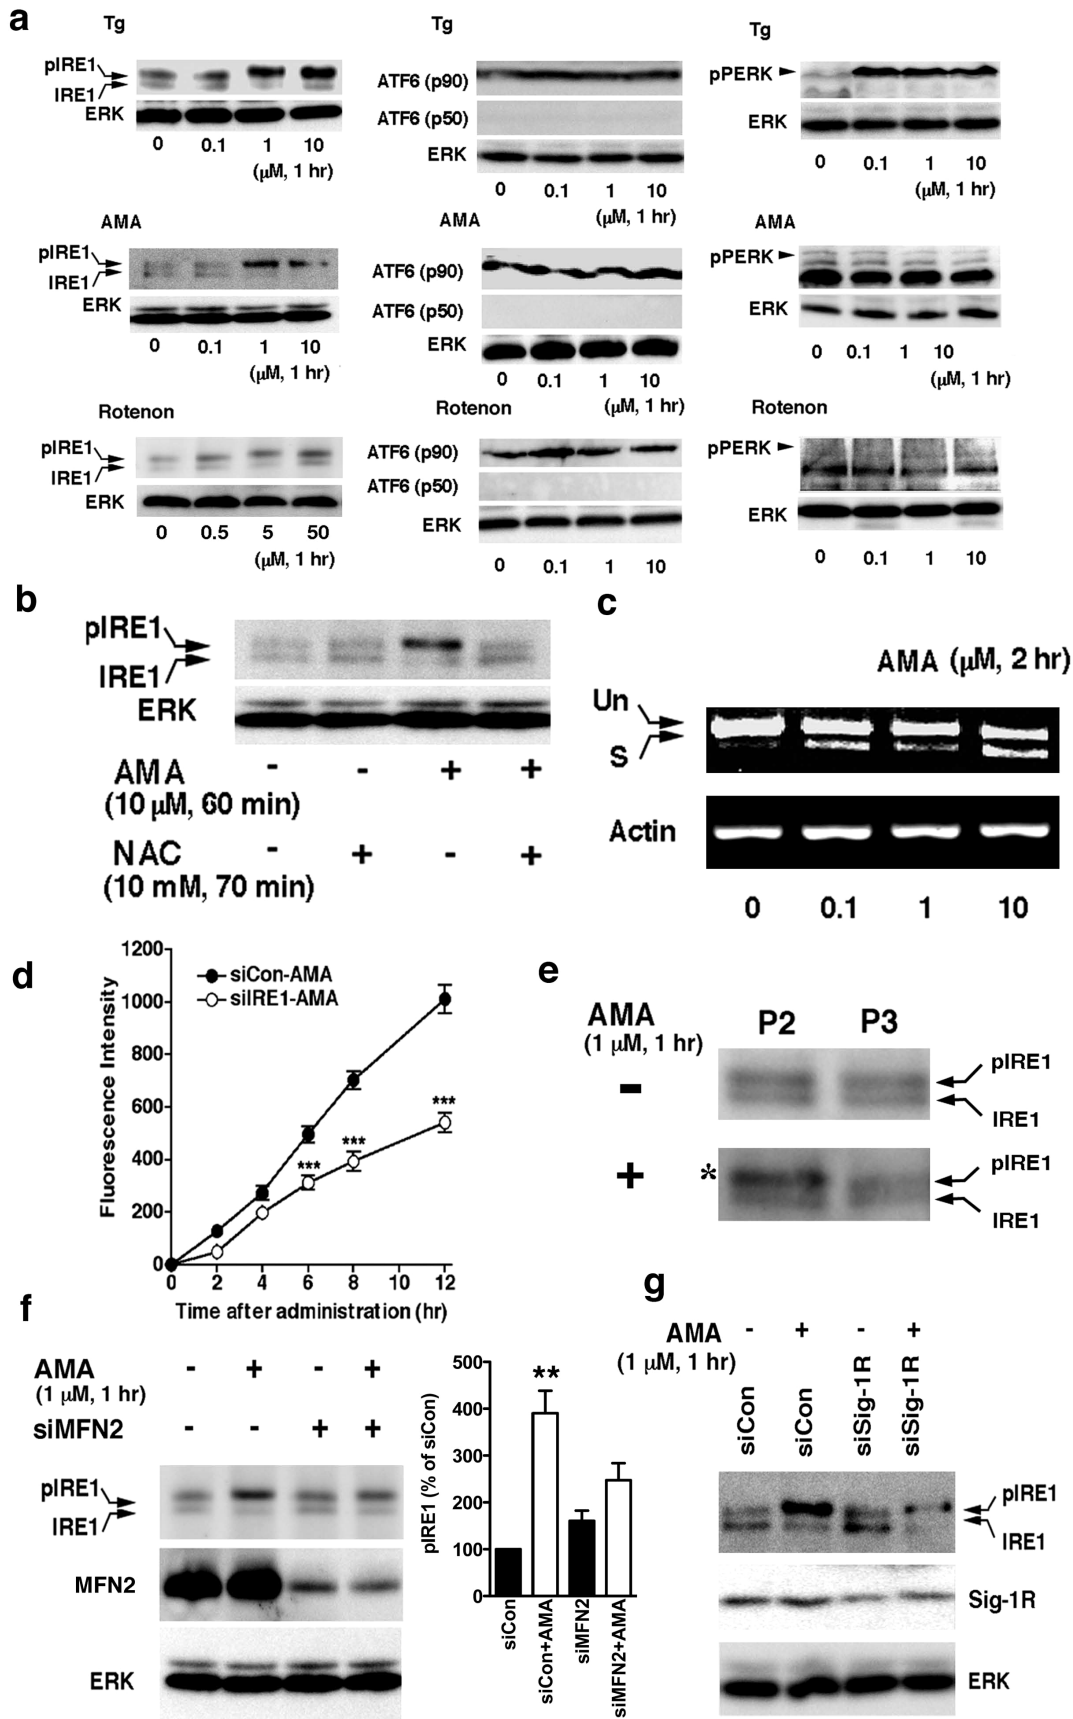 a
Tg
pIRE1
IRE1
ERK
0 0.1 1 10
(μM, 1 hr)
Tg
ATF6 (p90)
ATF6 (p50)
ERK
0 0.1 1 10
(μM, 1 hr)
Tg
pPERK
ERK
0 0.1 1 10
(μM, 1 hr)
AMA
pIRE1
IRE1
ERK
0 0.1 1 10
(μM, 1 hr)
AMA
ATF6 (p90)
ATF6 (p50)
ERK
0 0.1 1 10
(μM, 1 hr)
AMA
pPERK
ERK
0 0.1 1 10
(μM, 1 hr)
Rotenon
pIRE1
IRE1
ERK
0 0.5 5 50
(μM, 1 hr)
Rotenon
ATF6 (p90)
ATF6 (p50)
ERK
0 0.1 1 10
Rotenon
pPERK
ERK
0 0.1 1 10
b
pIRE1
IRE1
ERK
AMA - - + +
(10 μM, 60 min)
NAC - + - +
(10 mM, 70 min)
c
AMA (μM, 2 hr)
Un
S
Actin
0 0.1 1 10
d
Fluorescence Intensity
1200
1000
800
600
400
200
0
siCon-AMA
siIRE1-AMA
***
***
***
0 2 4 6 8 10 12
Time after administration (hr)
e
AMA
(1 μM, 1 hr)
P2 P3
-
pIRE1
IRE1
+
*
pIRE1
IRE1
f
AMA - + - +
(1 μM, 1 hr)
siMFN2 - - + +
pIRE1
IRE1
MFN2
ERK
pIRE1 (% of siCon)
500
400
300
200
100
0
**
siCon
siCon+AMA
siMFN2
siMFN2+AMA
g
AMA - + - +
(1 μM, 1 hr)
siCon
siCon
siSig-1R
siSig-1R
pIRE1
IRE1
Sig-1R
ERK